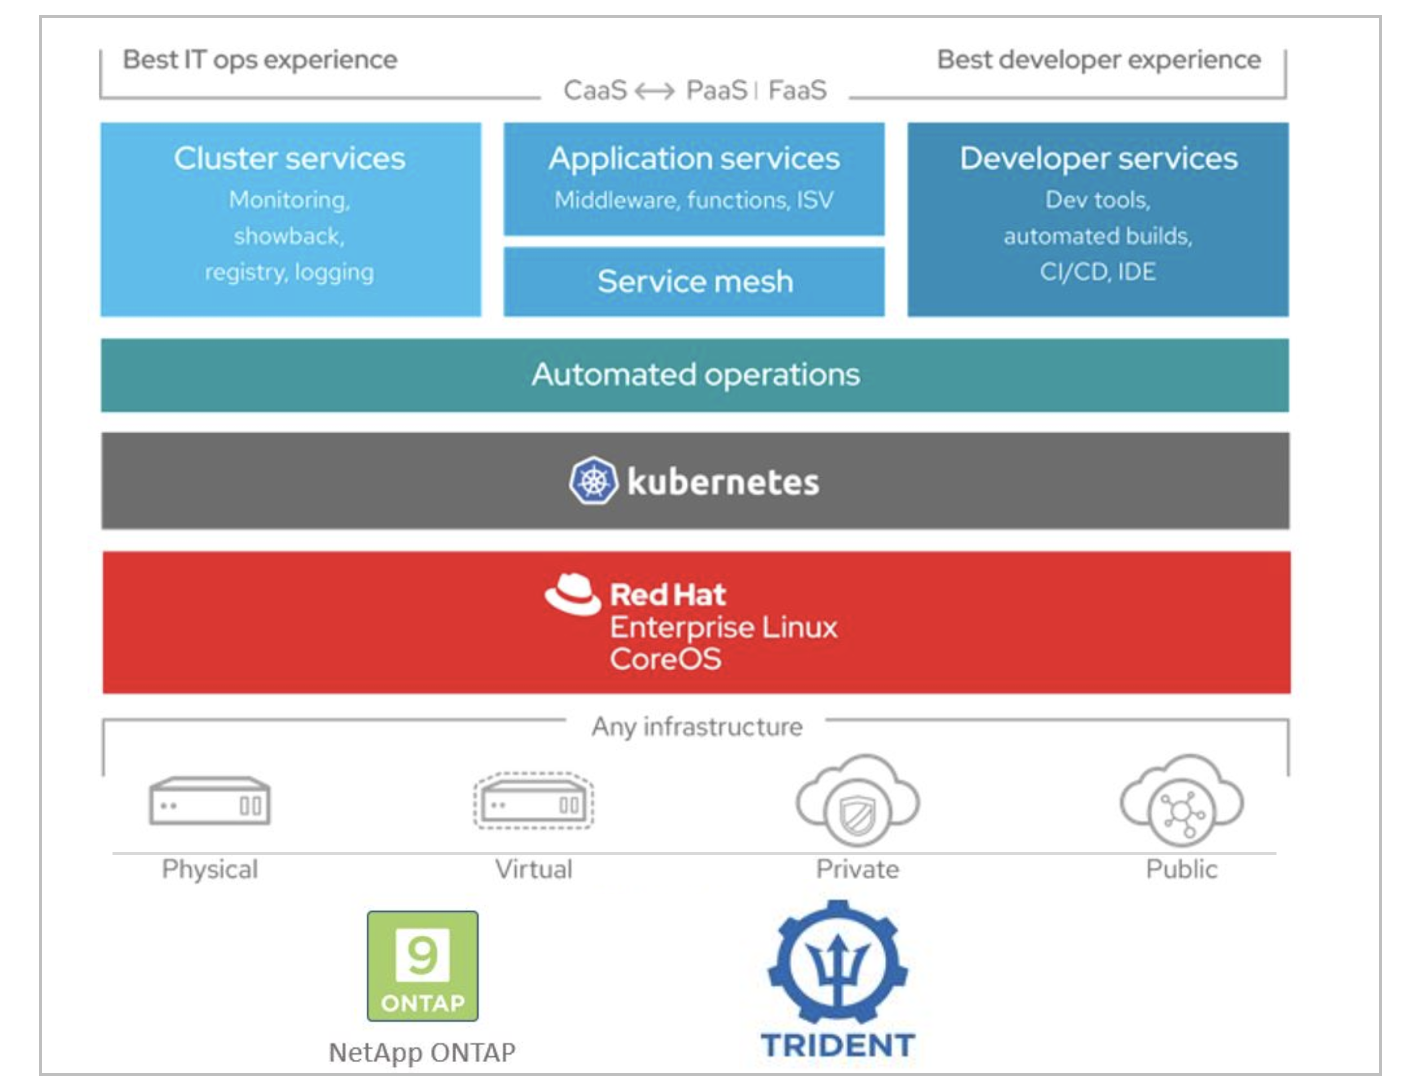 Best IT ops experience
Best developer experience
CaaS ↔ PaaS | FaaS
Cluster services
Monitoring,
showback,
registry, logging
Application services
Middleware, functions, ISV
Service mesh
Developer services
Dev tools,
automated builds,
CI/CD, IDE
Automated operations
kubernetes
Red Hat
Enterprise Linux
CoreOS
Any infrastructure
Physical
Virtual
Private
Public
9
ONTAP
NetApp ONTAP
TRIDENT